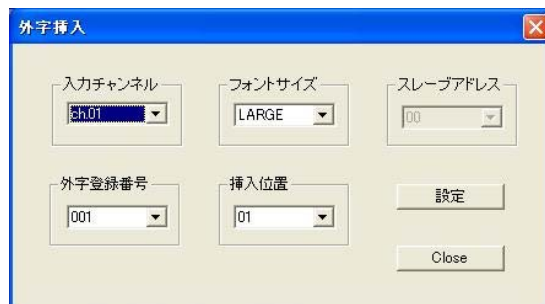 外字挿入
入力チャンネル
ch.01
フォントサイズ
LARGE
スレーブアドレス
00
外字登録番号
001
挿入位置
01
設定
Close